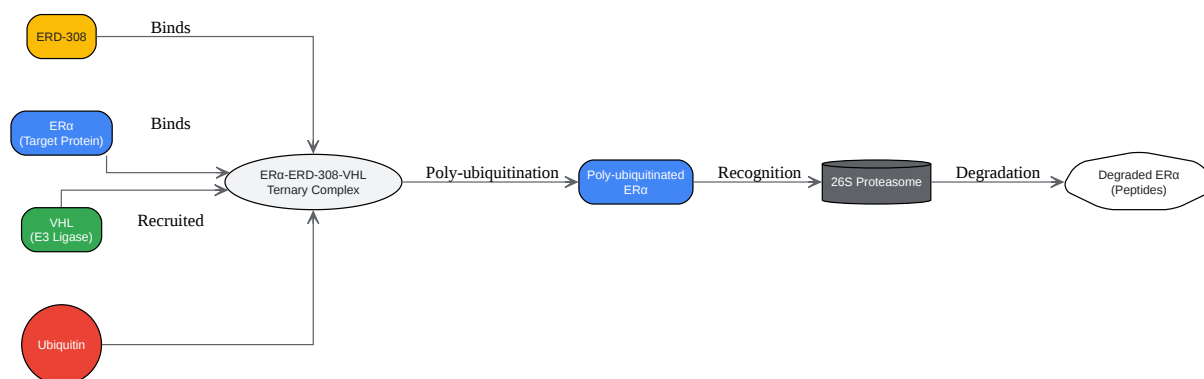 ERD-308
Binds
ERα
(Target Protein)
Binds
ERα-ERD-308-VHL
Ternary Complex
Poly-ubiquitination
Poly-ubiquitinated
ERα
Recognition
26S Proteasome
Degradation
Degraded ERα
(Peptides)
VHL
(E3 Ligase)
Recruited
Ubiquitin